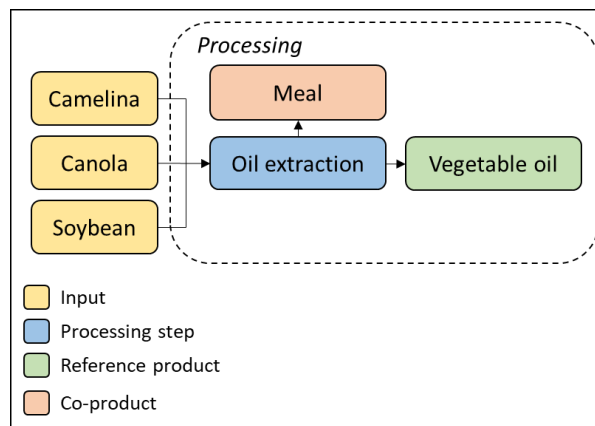 Processing
Camelina
Meal
Canola
Oil extraction
Vegetable oil
Soybean
Input
Processing step
Reference product
Co-product